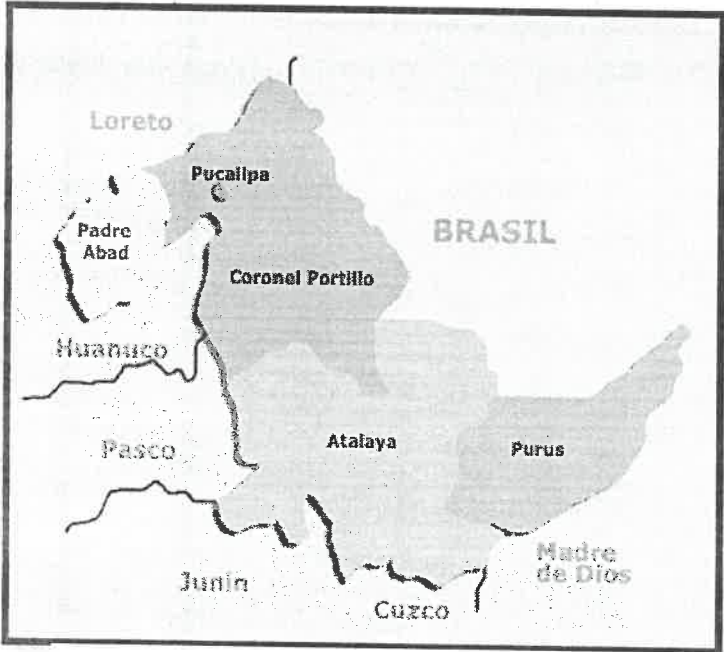 Loreto
Pucallpa
Padre
Abad
BRASIL
Coronel Portillo
Huanuco
Atalaya
Pasco
Purus
Madre
de Dios
Junin
Cuzco